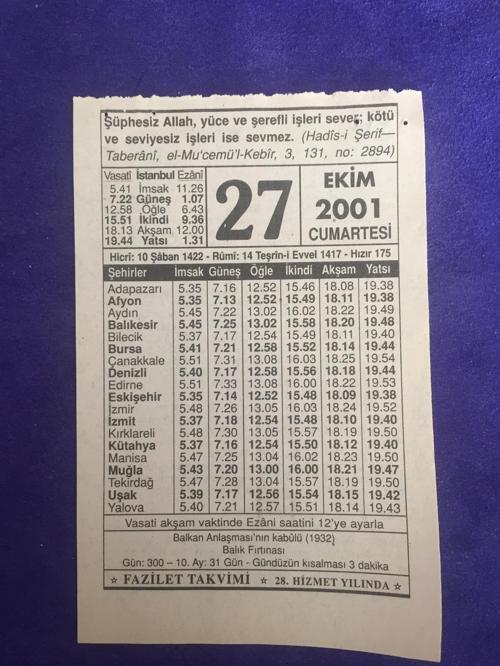 Şüphesiz Allah, yüce ve şerefli işleri sever; kötü
ve seviyesiz işleri ise sevmez. (Hadîs-i Şerif—
Taberânî, el-Mu'cemü'l-Kebîr, 3, 131, no: 2894)
Vasatî İstanbul Ezânî
5.41 İmsak 11.26
7.22 Güneş 1.07
12.58 Öğle 6.43
15.51 İkindi 9.36
18.13 Akşam 12.00
19.44 Yatsı 1.31
27
EKİM
2001
CUMARTESİ
Hicrî: 10 Şâban 1422 - Rûmî: 14 Teşrin-i Evvel 1417 - Hızır 175
Şehirler İmsak Güneş Öğle İkindi Akşam Yatsı
Adapazarı 5.35 7.16 12.52 15.46 18.08 19.38
Afyon 5.35 7.13 12.52 15.49 18.11 19.38
Aydın 5.45 7.22 13.02 16.02 18.22 19.49
Balıkesir 5.45 7.25 13.02 15.58 18.20 19.48
Bilecik 5.37 7.17 12.54 15.49 18.11 19.40
Bursa 5.41 7.21 12.58 15.52 18.14 19.44
Çanakkale 5.51 7.31 13.08 16.03 18.25 19.54
Denizli 5.40 7.17 12.58 15.56 18.18 19.44
Edirne 5.51 7.33 13.08 16.00 18.22 19.53
Eskişehir 5.35 7.14 12.52 15.48 18.09 19.38
İzmir 5.48 7.26 13.05 16.03 18.24 19.52
İzmit 5.37 7.18 12.54 15.48 18.10 19.40
Kırklareli 5.48 7.30 13.05 15.57 18.19 19.50
Kütahya 5.37 7.16 12.54 15.50 18.12 19.40
Manisa 5.47 7.25 13.04 16.02 18.23 19.50
Muğla 5.43 7.20 13.00 16.00 18.21 19.47
Tekirdağ 5.47 7.28 13.04 15.57 18.19 19.50
Uşak 5.39 7.17 12.56 15.54 18.15 19.42
Yalova 5.40 7.21 12.57 15.51 18.14 19.43
Vasati akşam vaktinde Ezâni saatini 12'ye ayarla
Balkan Anlaşması'nın kabûlü (1932)
Balık Fırtınası
Gün: 300 – 10. Ay: 31 Gün - Gündüzün kısalması 3 dakika
☆ FAZİLET TAKVİMİ ☆ 28. HİZMET YILINDA ☆